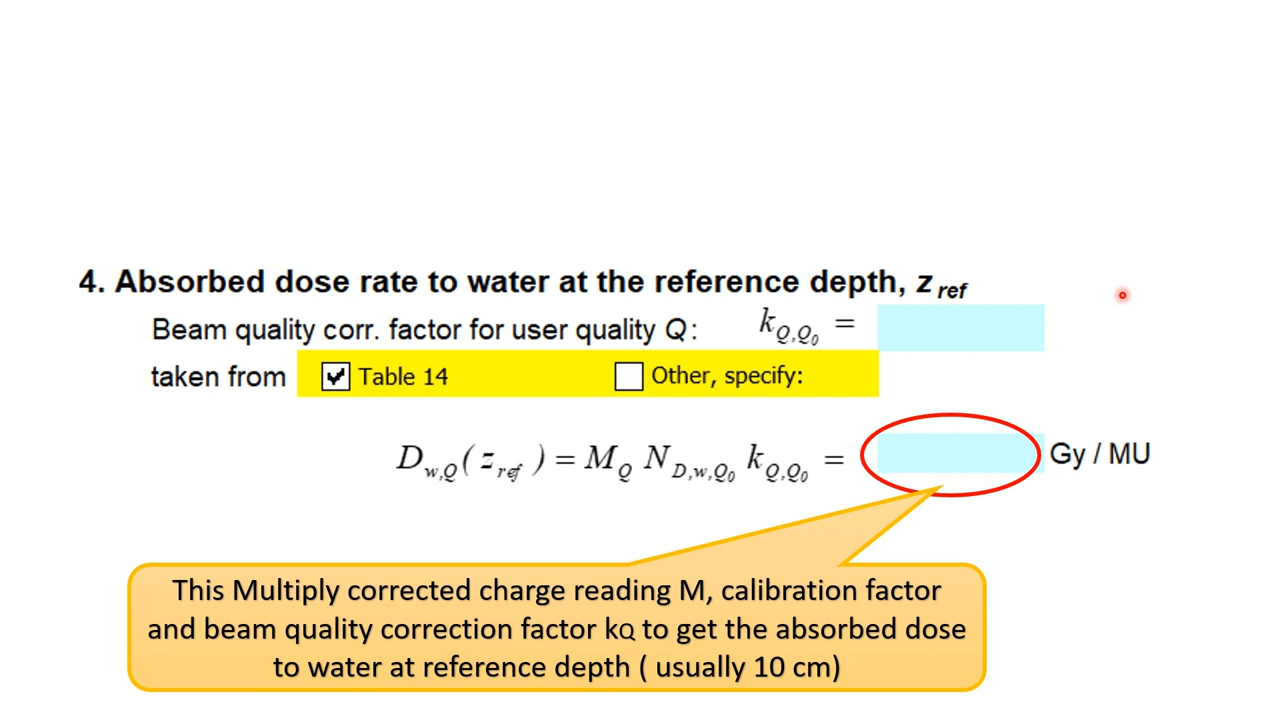 4. Absorbed dose rate to water at the reference depth, z ref
Beam quality corr. factor for user quality Q: k Q,Q0 =
taken from ☑ Table 14 ☐ Other, specify:
D w,Q ( z ref ) = M Q N D,w,Q0 k Q,Q0 = Gy / MU
This Multiply corrected charge reading M, calibration factor
and beam quality correction factor kQ to get the absorbed dose
to water at reference depth ( usually 10 cm)